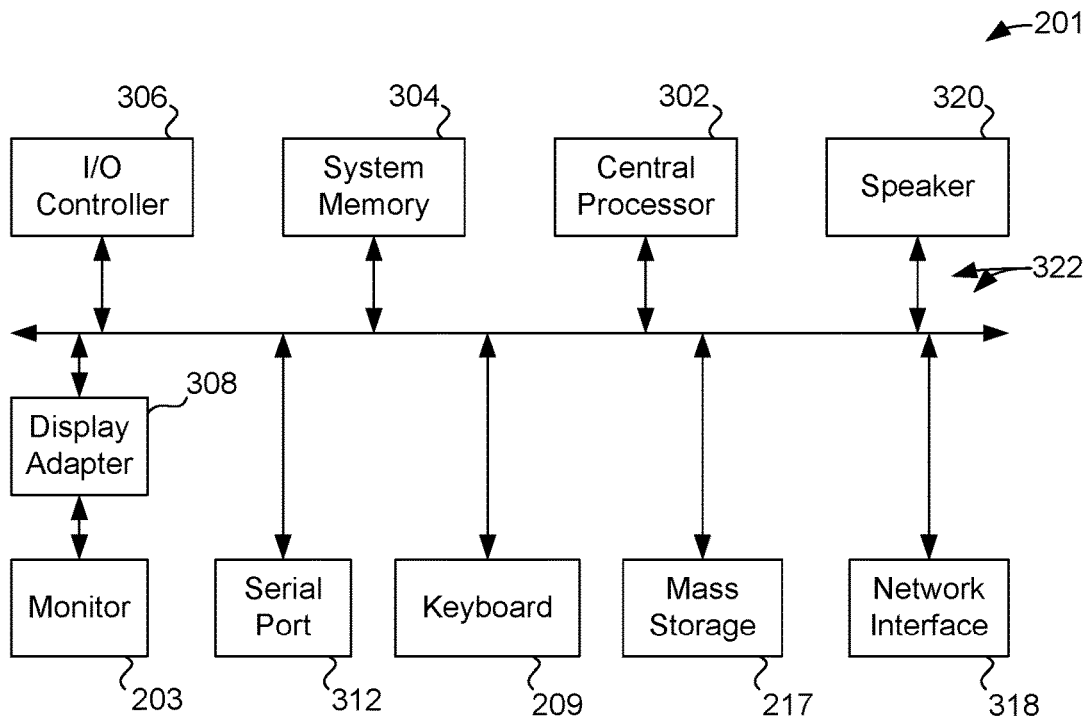 201
306
304
302
320
I/O
Controller
System
Memory
Central
Processor
Speaker
322
308
Display
Adapter
Monitor
Serial
Port
Keyboard
Mass
Storage
Network
Interface
203
312
209
217
318